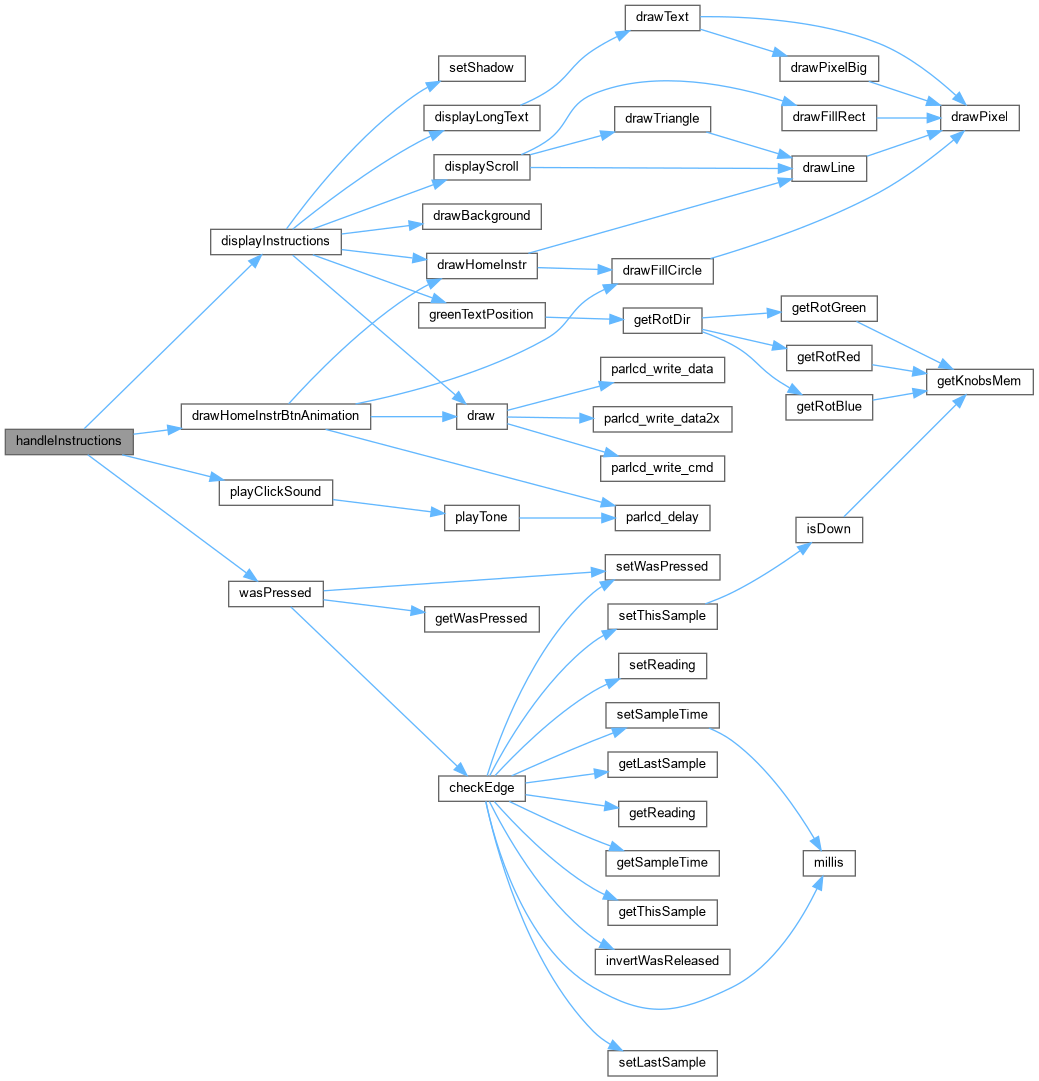 drawText
setShadow
drawPixelBig
displayLongText
drawTriangle
drawFillRect
drawPixel
displayScroll
drawLine
drawBackground
displayInstructions
drawHomeInstr
drawFillCircle
greenTextPosition
getRotDir
getRotGreen
getRotRed
parlcd_write_data
getKnobsMem
getRotBlue
drawHomeInstrBtnAnimation
draw
parlcd_write_data2x
handleInstructions
parlcd_write_cmd
playClickSound
playTone
parlcd_delay
isDown
setWasPressed
wasPressed
getWasPressed
setThisSample
setReading
setSampleTime
getLastSample
checkEdge
getReading
getSampleTime
millis
getThisSample
invertWasReleased
setLastSample